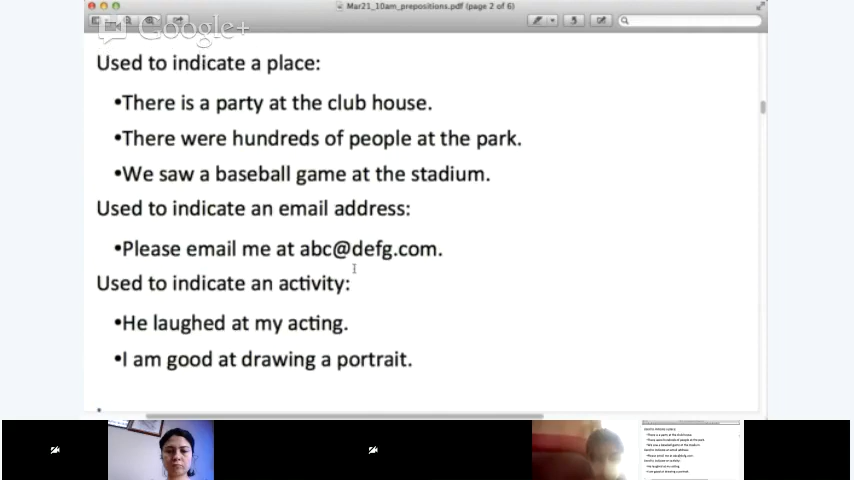 Mar21_10am_prepositions.pdf (page 2 of 6)
Google+
Used to indicate a place:
•There is a party at the club house.
•There were hundreds of people at the park.
•We saw a baseball game at the stadium.
Used to indicate an email address:
•Please email me at abc@defg.com.
Used to indicate an activity:
•He laughed at my acting.
•I am good at drawing a portrait.